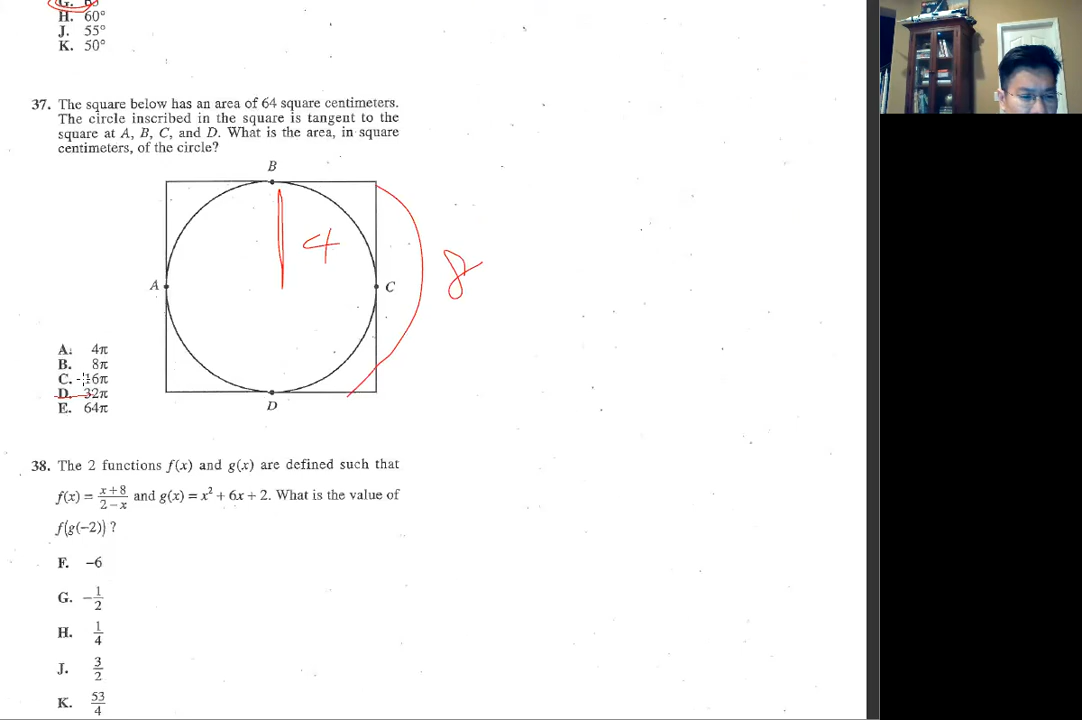 H. 60°
J. 55°
K. 50°
37. The square below has an area of 64 square centimeters.
The circle inscribed in the square is tangent to the
square at A, B, C, and D. What is the area, in square
centimeters, of the circle?
B
4
8
A
C
D
A. 4π
B. 8π
C. 16π
D. 32π
E. 64π
38. The 2 functions f(x) and g(x) are defined such that
f(x) = x+8/2−x and g(x) = x² + 6x + 2. What is the value of
f(g(−2)) ?
F. −6
G. −1/2
H. 1/4
J. 3/2
K. 53/4